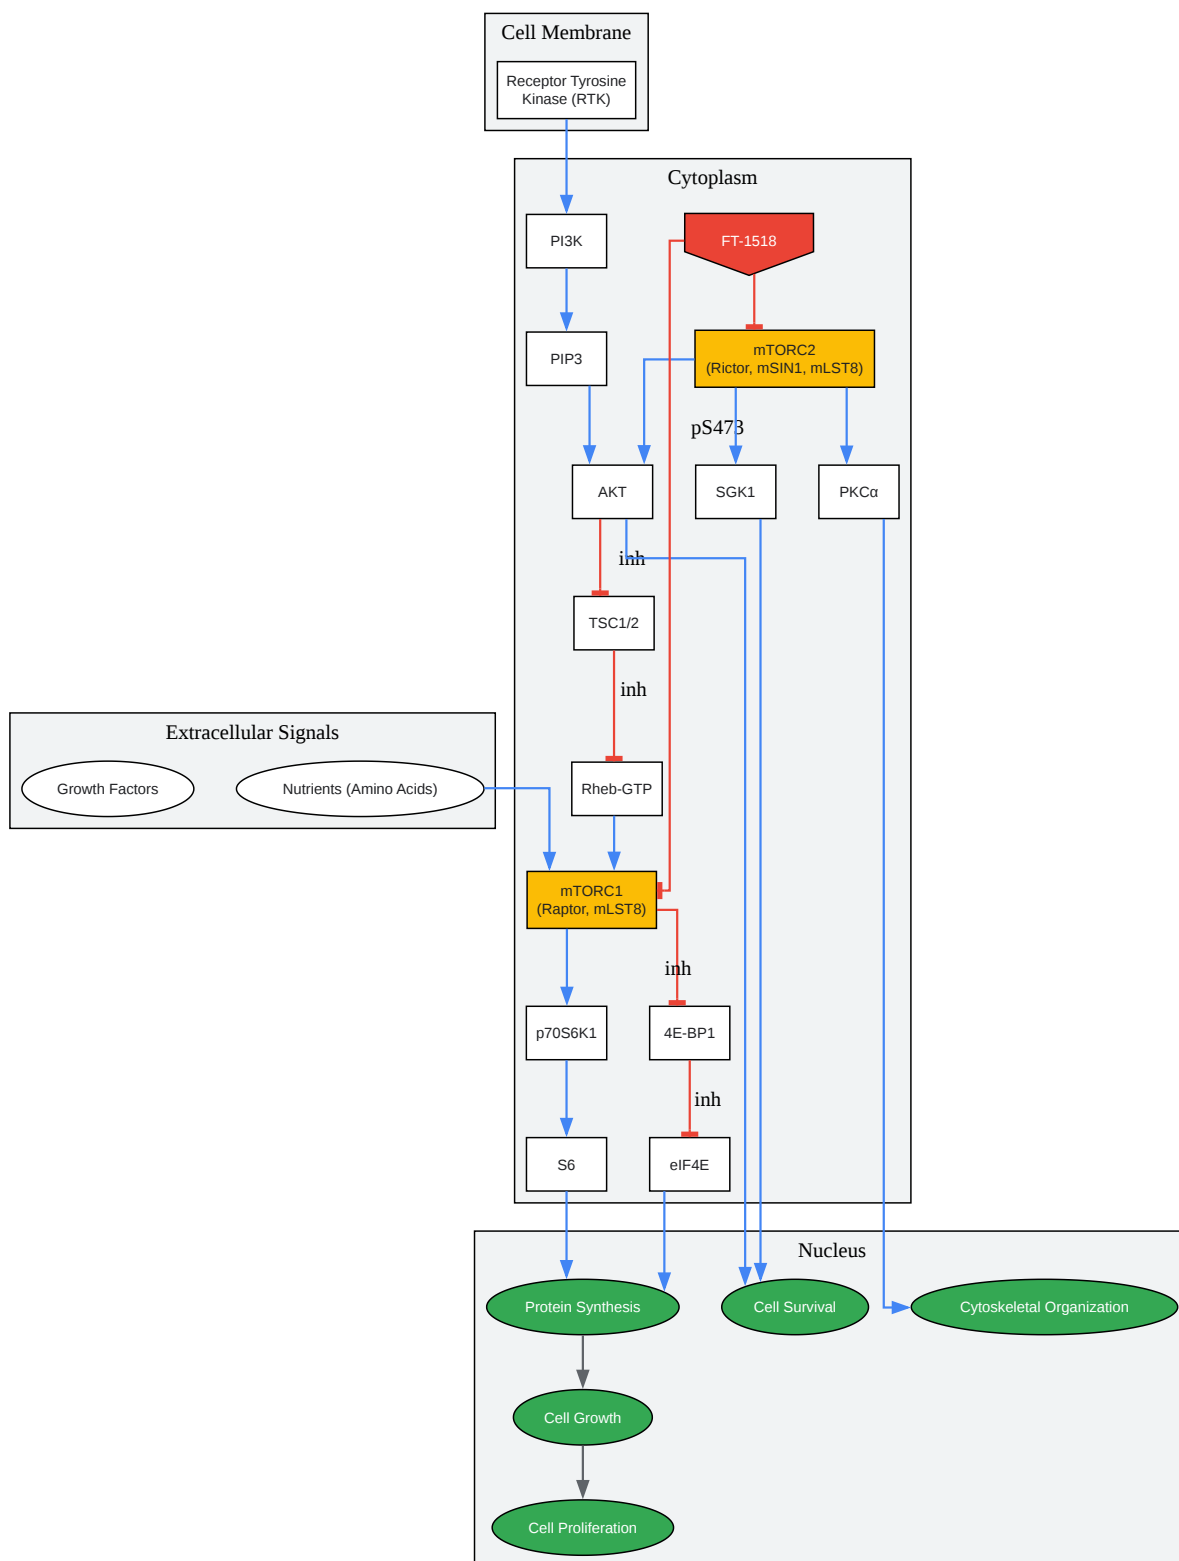 Cell Membrane
Receptor Tyrosine
Kinase (RTK)
Cytoplasm
PI3K
FT-1518
PIP3
mTORC2
(Rictor, mSIN1, mLST8)
pS473
AKT
SGK1
PKCα
inh
TSC1/2
inh
Extracellular Signals
Growth Factors
Nutrients (Amino Acids)
Rheb-GTP
mTORC1
(Raptor, mLST8)
inh
p70S6K1
4E-BP1
inh
S6
eIF4E
Nucleus
Protein Synthesis
Cell Survival
Cytoskeletal Organization
Cell Growth
Cell Proliferation